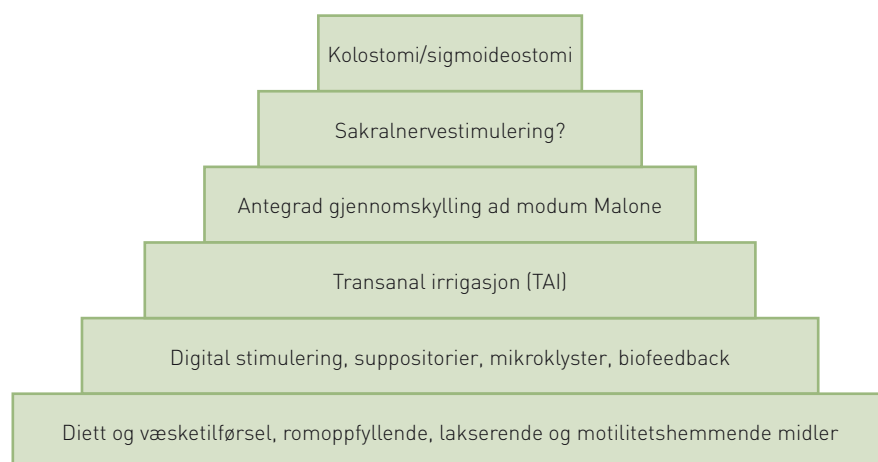 Kolostomi/sigmoideostomi
Sakralnervestimulering?
Antegrad gjennomskylling ad modum Malone
Transanal irrigasjon (TAI)
Digital stimulering, suppositorier, mikroklyster, biofeedback
Diett og væsketilførsel, romoppfyllende, lakserende og motilitetshemmende midler